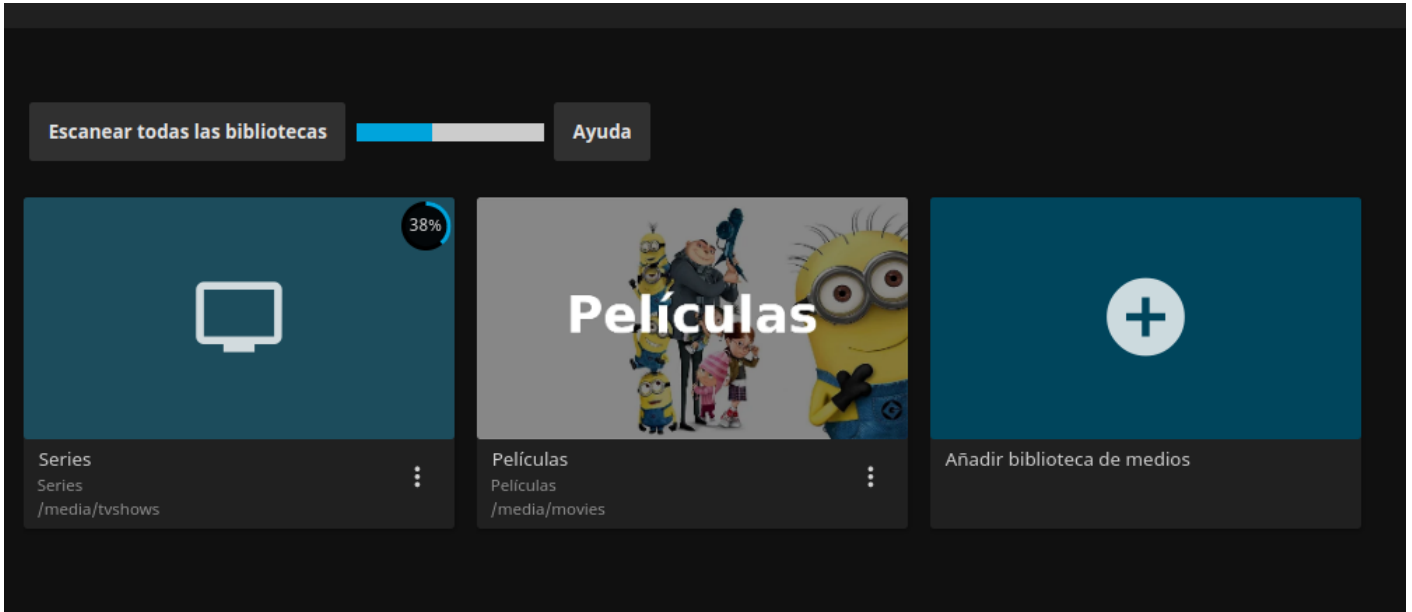 Escanear todas las bibliotecas
Ayuda
38%
Películas
Series
Series
/media/tvshows
Películas
Películas
/media/movies
Añadir biblioteca de medios